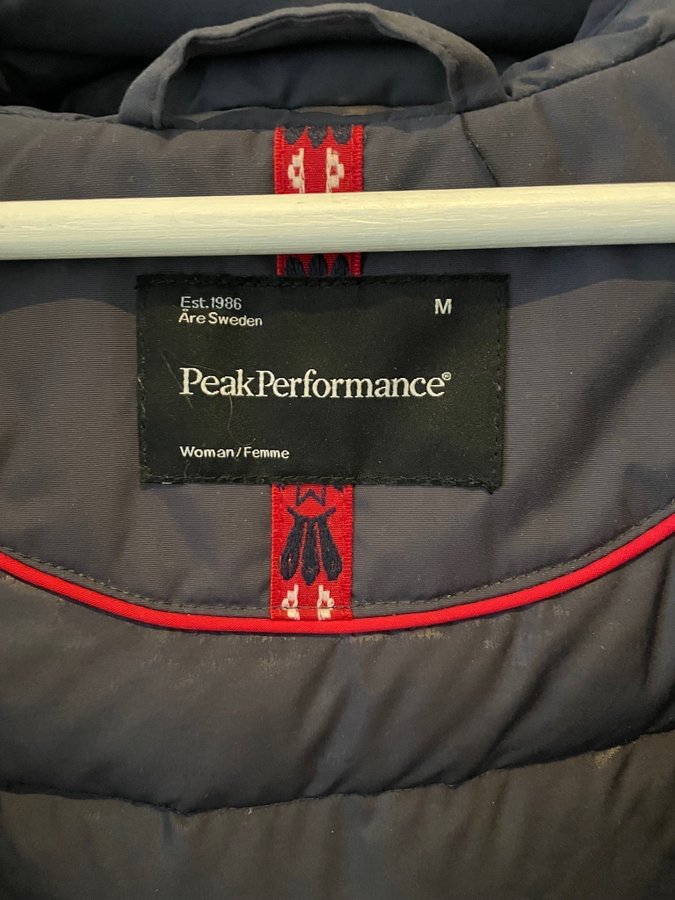 Est.1986 M
Åre Sweden
PeakPerformance®
Woman/Femme